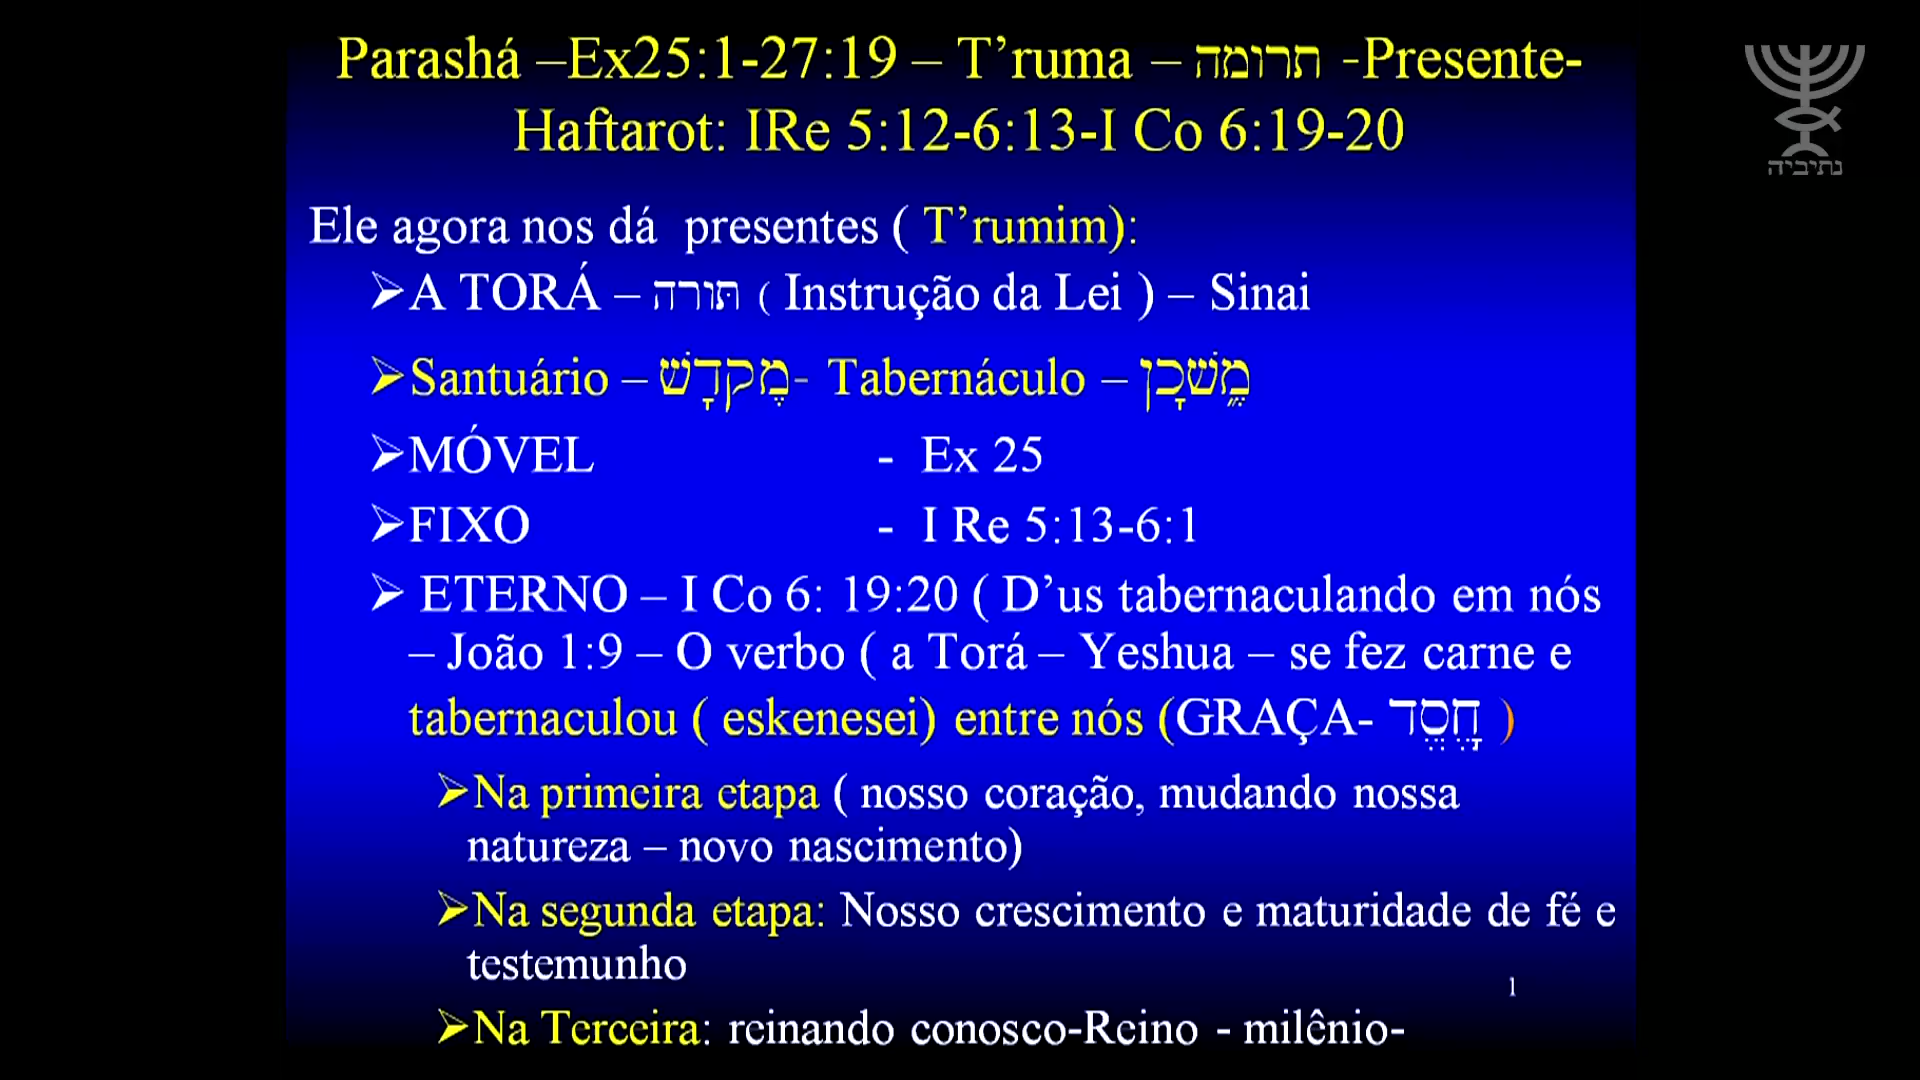 Parashá –Ex25:1-27:19 – T’ruma – תרומה -Presente-
Haftarot: IRe 5:12-6:13-I Co 6:19-20
נתיביה
Ele agora nos dá presentes ( T’rumim):
A TORÁ – תּורה ( Instrução da Lei ) – Sinai
Santuário – מֶקדָשׁ- Tabernáculo – מֱשׁכָן
MÓVEL - Ex 25
FIXO - I Re 5:13-6:1
ETERNO – I Co 6: 19:20 ( D’us tabernaculando em nós
– João 1:9 – O verbo ( a Torá – Yeshua – se fez carne e
tabernaculou ( eskenesei) entre nós (GRAÇA- חֶָסֱד )
Na primeira etapa ( nosso coração, mudando nossa
natureza – novo nascimento)
Na segunda etapa: Nosso crescimento e maturidade de fé e
testemunho
1
Na Terceira: reinando conosco-Reino - milênio-